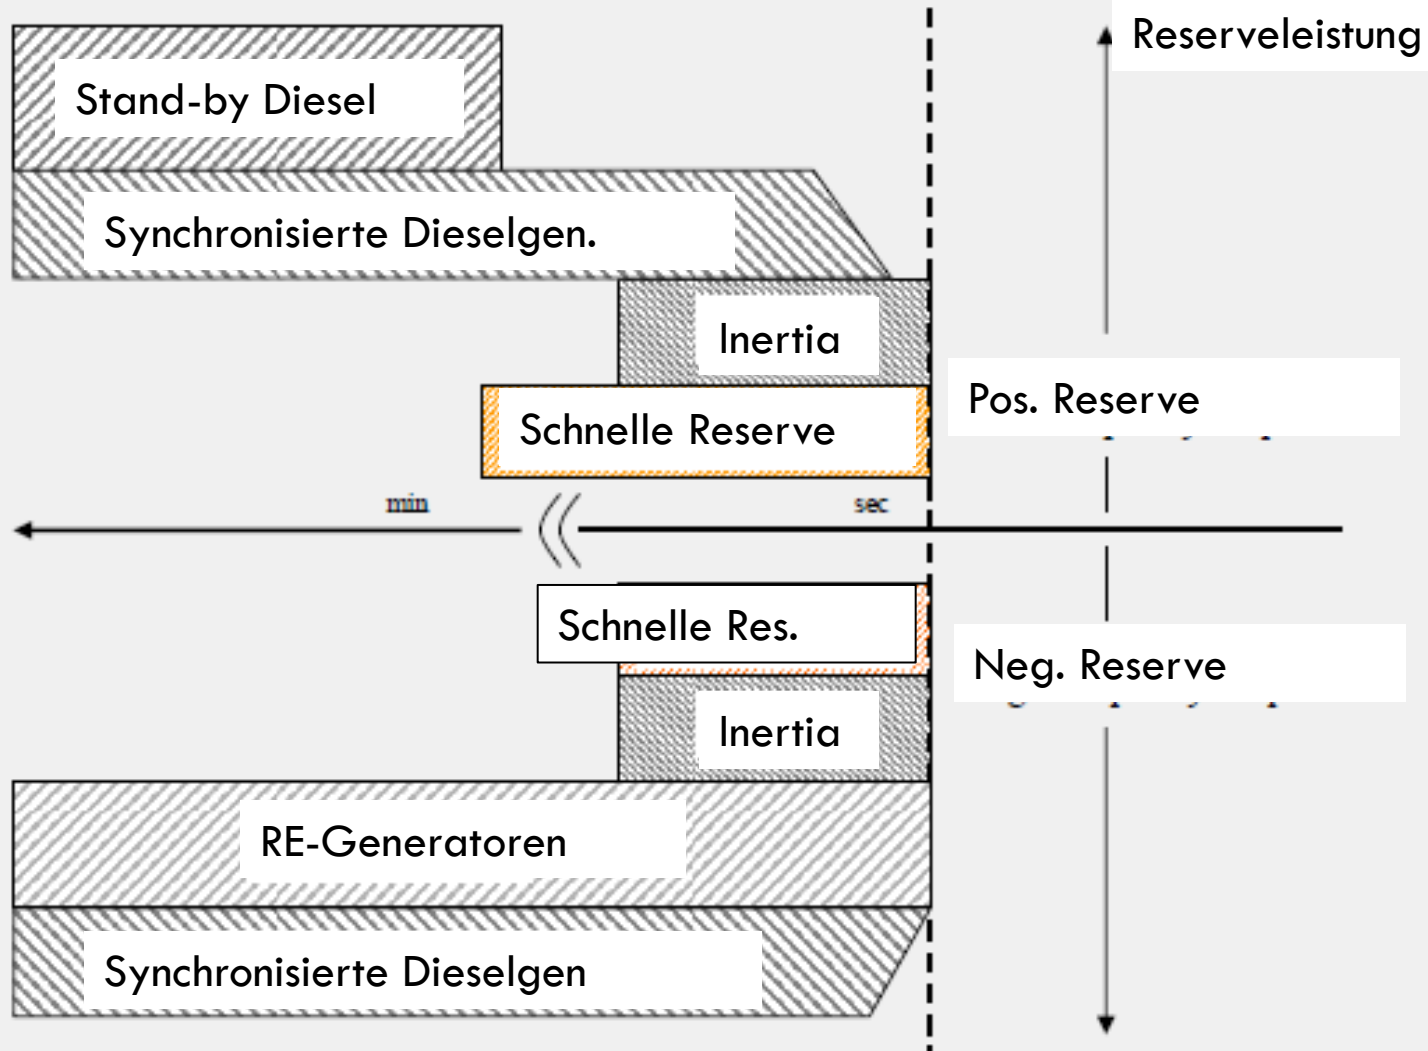 Reserveleistung
Stand-by Diesel
Synchronisierte Dieselgen.
Inertia
Pos. Reserve
Schnelle Reserve
min
sec
Schnelle Res.
Neg. Reserve
Inertia
RE-Generatoren
Synchronisierte Dieselgen